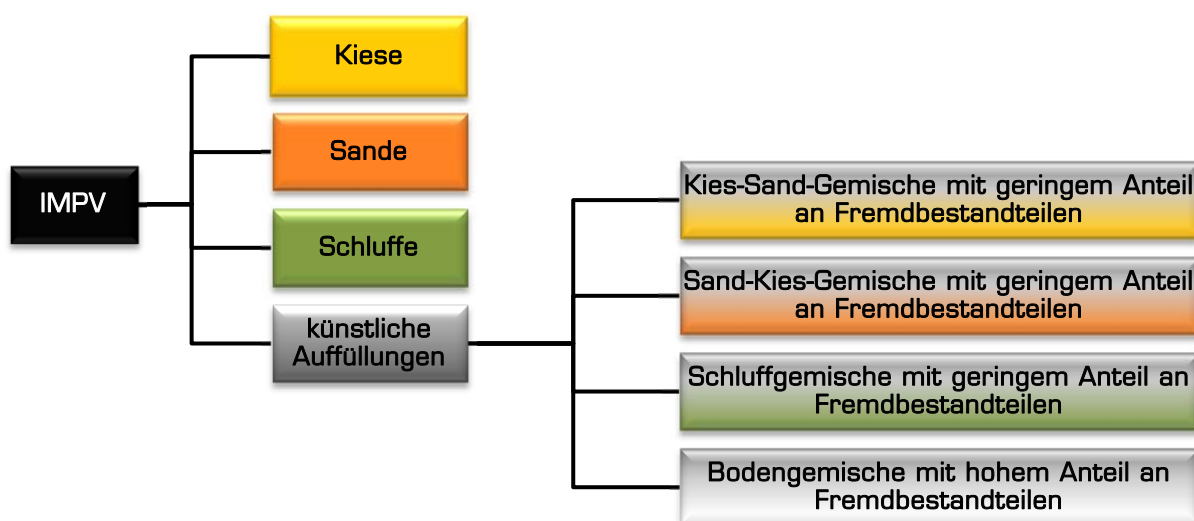 IMPV
Kiese
Sande
Schluffe
künstliche
Auffüllungen
Kies-Sand-Gemische mit geringem Anteil
an Fremdbestandteilen
Sand-Kies-Gemische mit geringem Anteil
an Fremdbestandteilen
Schluffgemische mit geringem Anteil an
Fremdbestandteilen
Bodengemische mit hohem Anteil an
Fremdbestandteilen